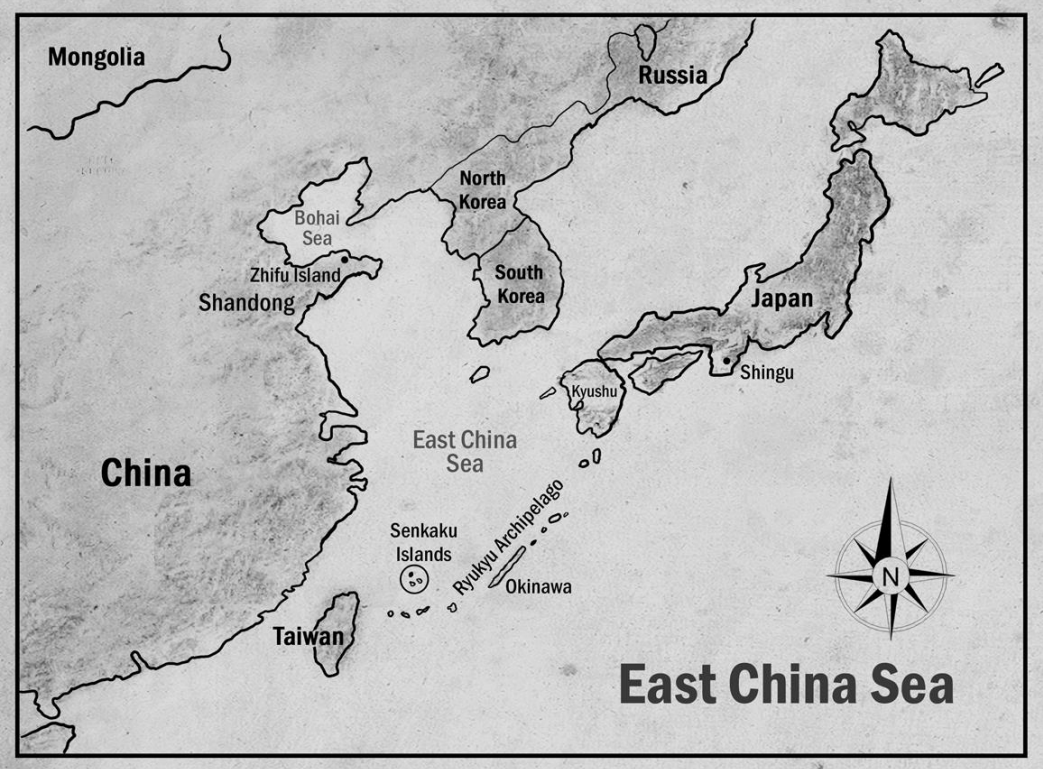 Mongolia
Russia
North
Korea
Bohai
Sea
Zhifu Island
Shandong
South
Korea
Japan
Shingu
Kyushu
East China
Sea
China
Senkaku
Islands
Ryukyu Archipelago
Okinawa
N
Taiwan
East China Sea